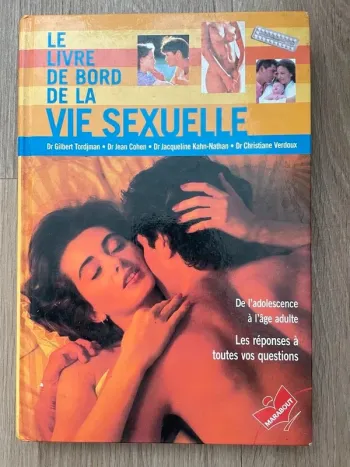 LE
LIVRE
DE BORD
DE LA
VIE SEXUELLE
Dr Gilbert Tordjman • Dr Jean Cohen • Dr Jacqueline Kahn-Nathan • Dr Christiane Verdoux
De l'adolescence
à l'âge adulte
Les réponses à
toutes vos questions
MARABOUT